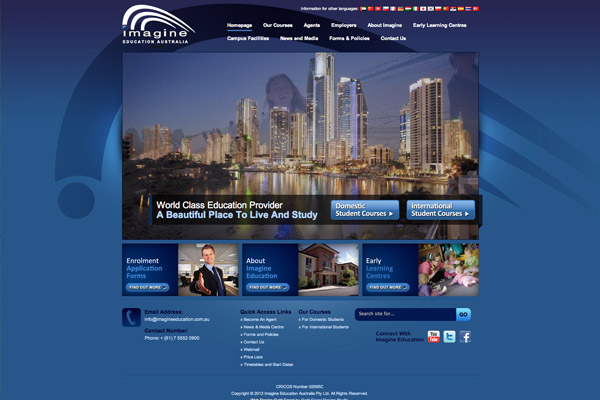 Information for other languages:
imagine
EDUCATION AUSTRALIA
Homepage Our Courses Agents Employers About Imagine Early Learning Centres
Campus Facilities News and Media Forms & Policies Contact Us
World Class Education Provider
A Beautiful Place To Live And Study
Domestic
Student Courses
International
Student Courses
Enrolment
Application
Forms
FIND OUT MORE
About
Imagine
Education
FIND OUT MORE
Early
Learning
Centres
FIND OUT MORE
Email Address:
info@imagineeducation.com.au
Contact Number:
Phone: + (61) 7 5552 0900
Quick Access Links
» Become An Agent
» News & Media Centre
» Forms and Policies
» Contact Us
» Webmail
» Price Lists
» Timetables and Start Dates
Our Courses
» For Domestic Students
» For International Students
Search site for...
GO
Connect With
Imagine Education
You
Tube
CRICOS Number
Copyright © 2012 Imagine Education Australia Pty Ltd. All Rights Reserved.